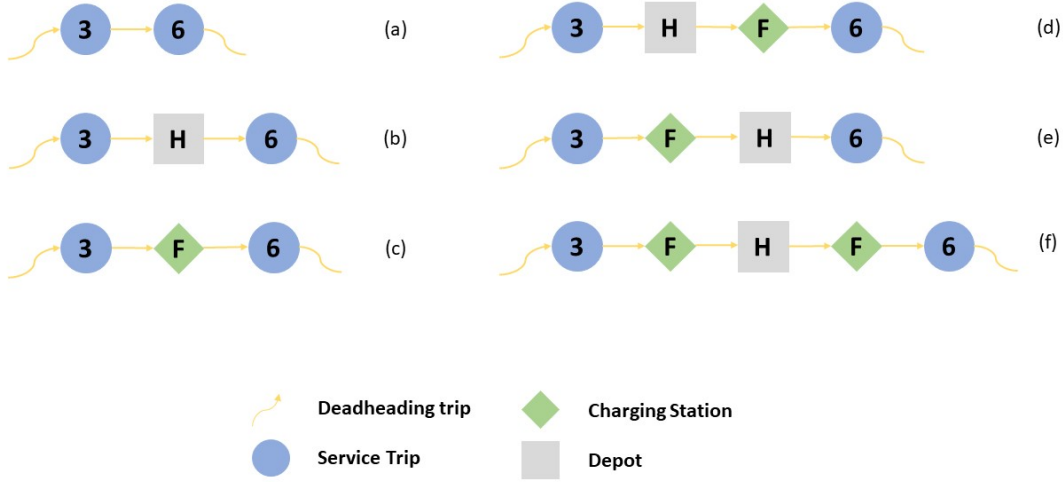 3 6 (a)
3 H 6 (b)
3 F 6 (c)
3 H F 6 (d)
3 F H 6 (e)
3 F H F 6 (f)
Deadheading trip
Charging Station
Service Trip
Depot